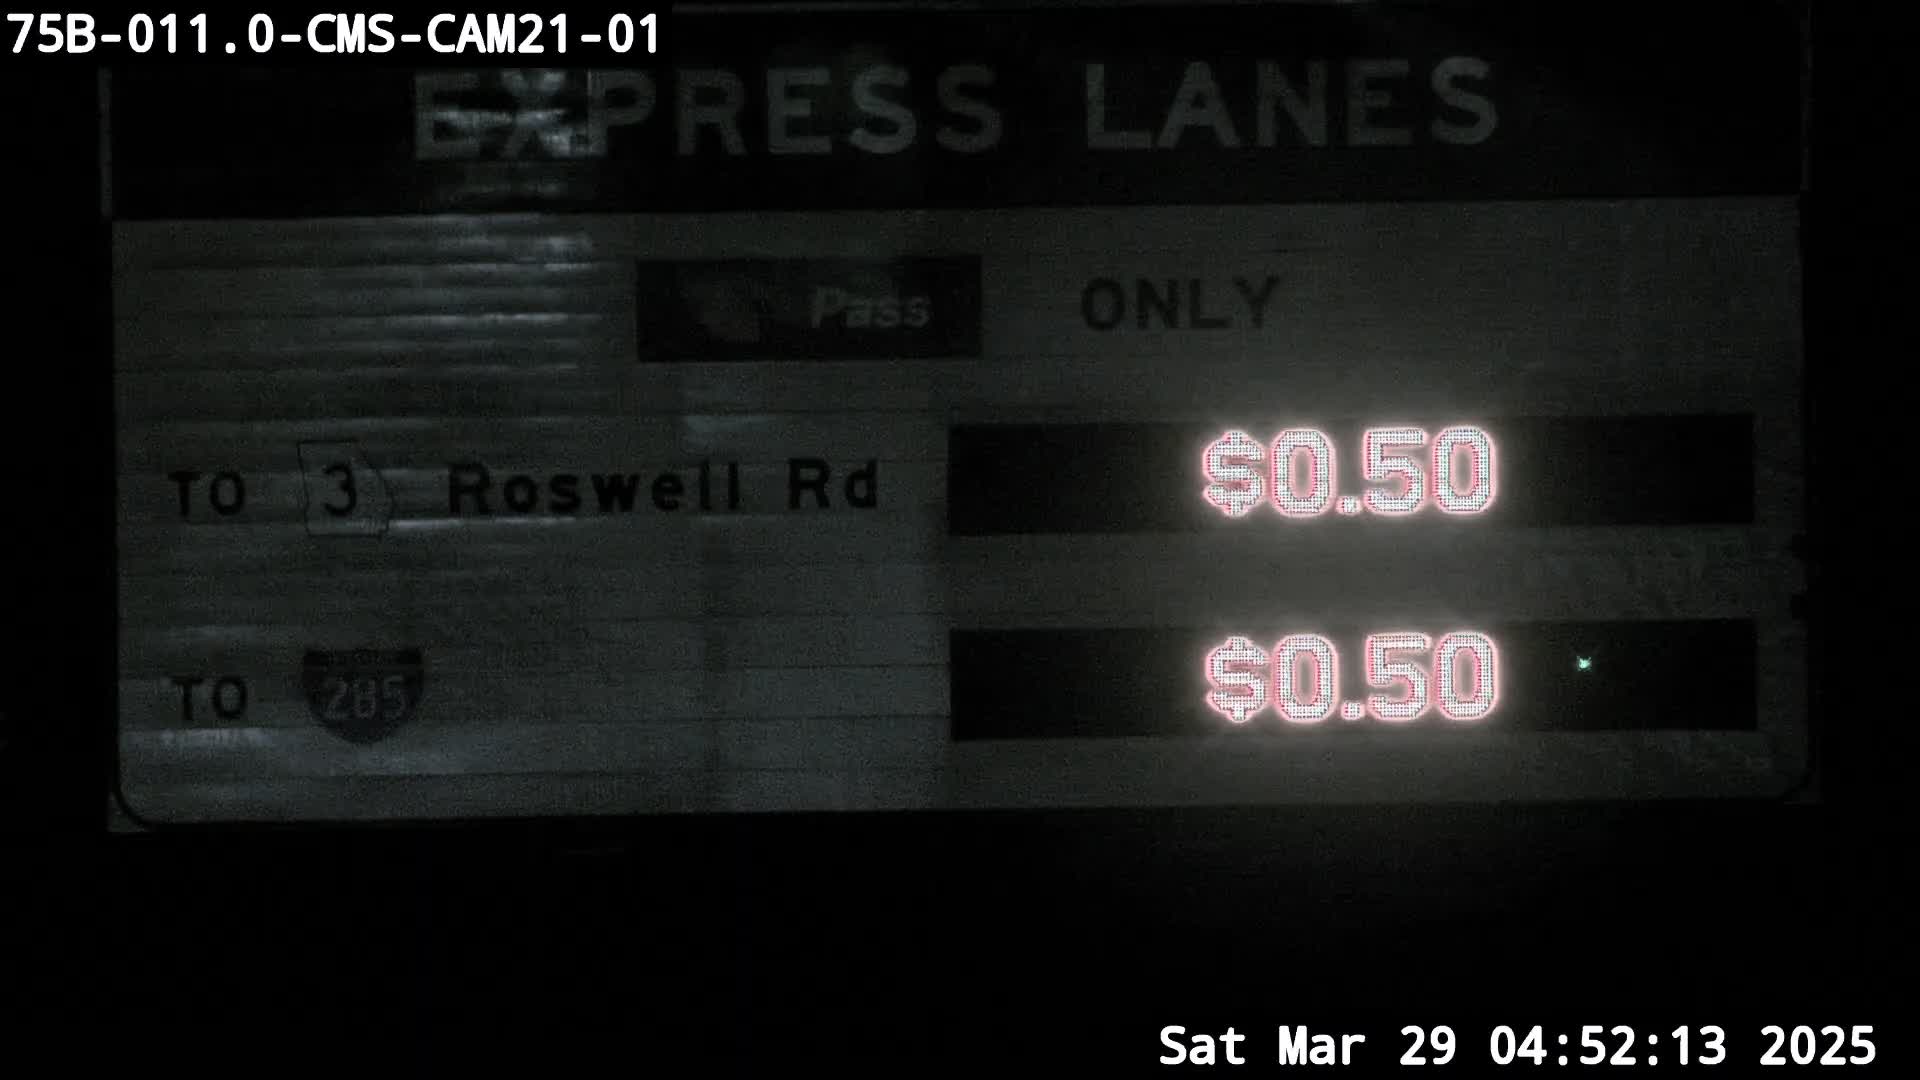 75B-011.0-CMS-CAM21-01
EXPRESS LANES
Pass ONLY
TO 3 Roswell Rd $0.50
TO 285 $0.50
Sat Mar 29 04:52:13 2025